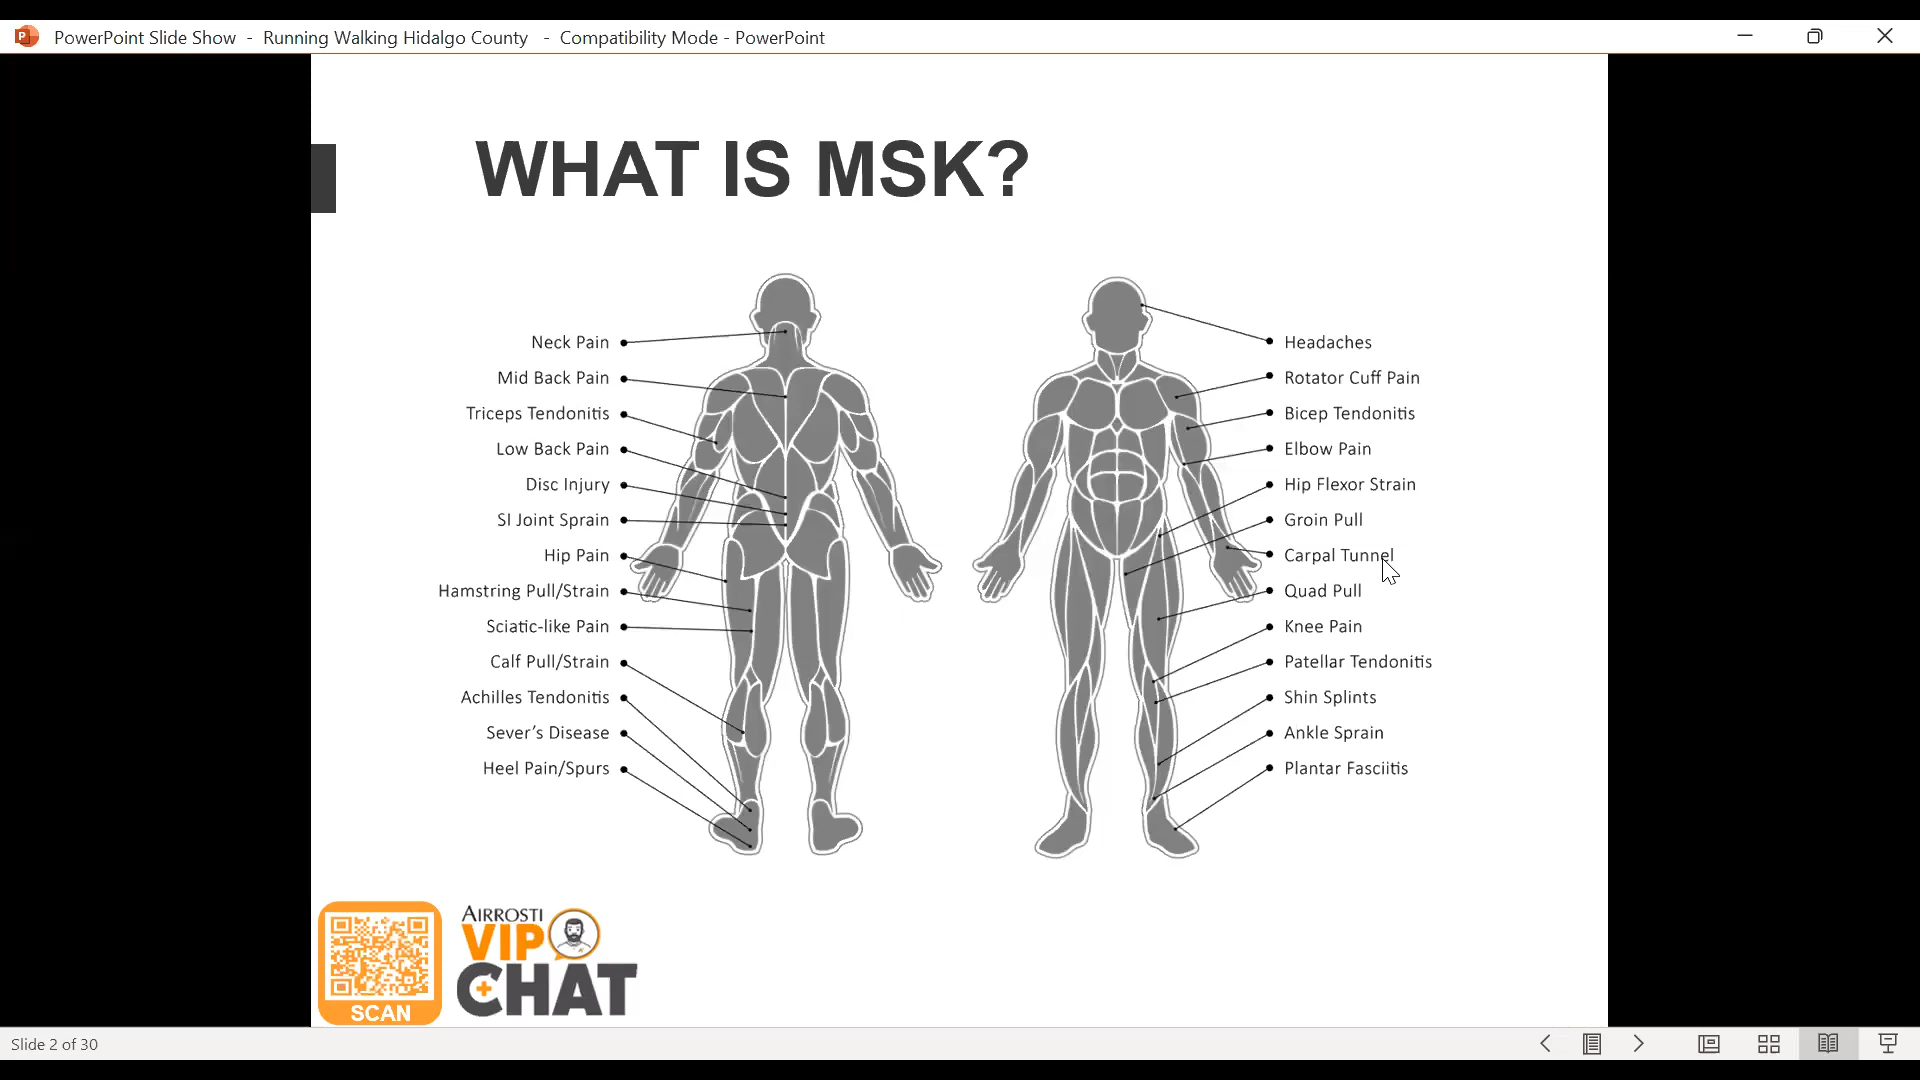 PowerPoint Slide Show - Running Walking Hidalgo County - Compatibility Mode - PowerPoint
WHAT IS MSK?
Neck Pain
Mid Back Pain
Triceps Tendonitis
Low Back Pain
Disc Injury
SI Joint Sprain
Hip Pain
Hamstring Pull/Strain
Sciatic-like Pain
Calf Pull/Strain
Achilles Tendonitis
Sever's Disease
Heel Pain/Spurs
Headaches
Rotator Cuff Pain
Bicep Tendonitis
Elbow Pain
Hip Flexor Strain
Groin Pull
Carpal Tunnel
Quad Pull
Knee Pain
Patellar Tendonitis
Shin Splints
Ankle Sprain
Plantar Fasciitis
SCAN
AIRROSTI
VIP
CHAT
Slide 2 of 30